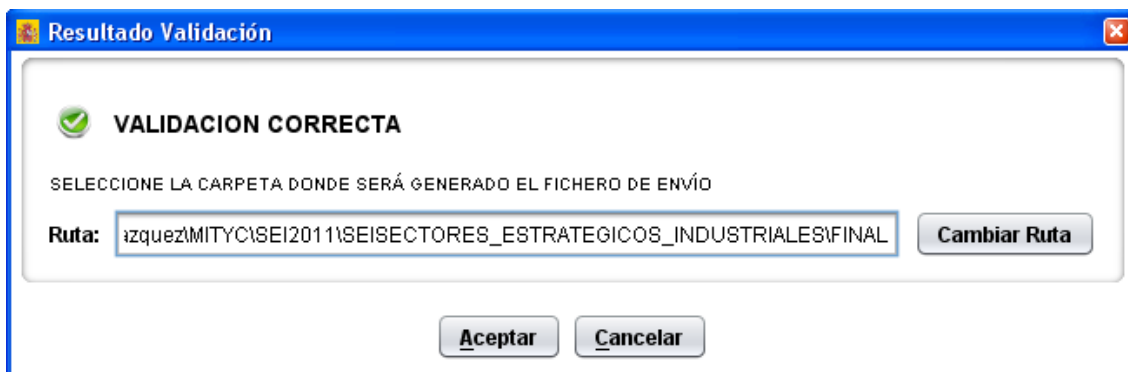 Resultado Validación
VALIDACION CORRECTA
SELECCIONE LA CARPETA DONDE SERÁ GENERADO EL FICHERO DE ENVÍO
Ruta: azquez\MITYC\SEI2011\SEISECTORES_ESTRATEGICOS_INDUSTRIALES\FINAL Cambiar Ruta
Aceptar Cancelar